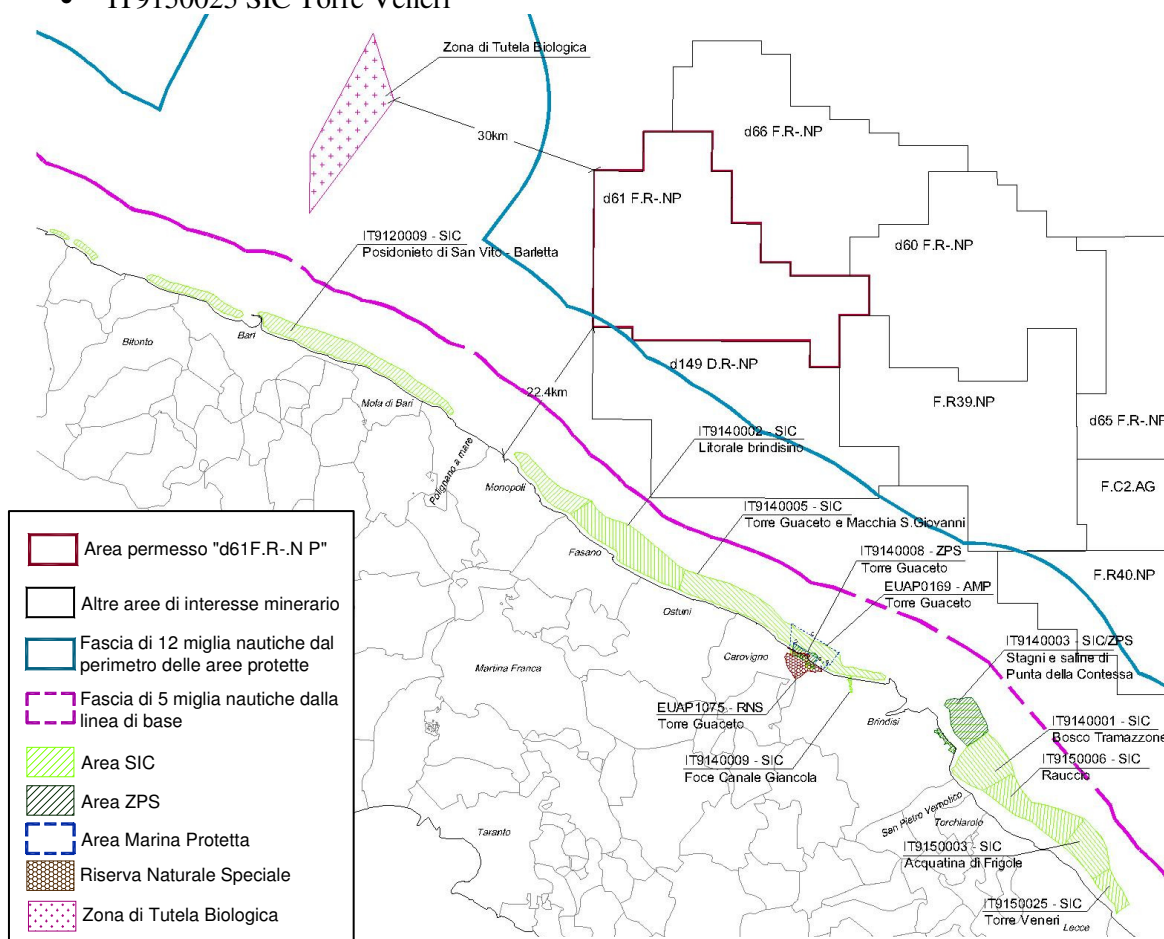 • IT9150025 SIC Torre Veneri
Zona di Tutela Biologica
30km
d66 F.R-.NP
d61 F.R-.NP
d60 F.R-.NP
IT9120009 - SIC
Posidonieto di San Vito - Barletta
Bitonto
Bari
Mola di Bari
22.4km
d149 D.R-.NP
F.R39.NP
d65 F.R-.NP
Polignano a mare
IT9140002 - SIC
Litorale brindisino
Monopoli
F.C2.AG
IT9140005 - SIC
Torre Guaceto e Macchia S.Giovanni
Fasano
IT9140008 - ZPS
Torre Guaceto
F.R40.NP
EUAP0169 - AMP
Torre Guaceto
Ostuni
IT9140003 - SIC/ZPS
Stagni e saline di
Punta della Contessa
Martina Franca
Carovigno
EUAP1075 - RNS
Torre Guaceto
Brindisi
IT9140001 - SIC
Bosco Tramazzone
IT9140009 - SIC
Foce Canale Giancola
IT9150006 - SIC
Rauccio
San Pietro Vernotico
Torchiarolo
Taranto
IT9150003 - SIC
Acquatina di Frigole
IT9150025 - SIC
Torre Veneri
Lecce
Area permesso "d61F.R-.N P"
Altre aree di interesse minerario
Fascia di 12 miglia nautiche dal
perimetro delle aree protette
Fascia di 5 miglia nautiche dalla
linea di base
Area SIC
Area ZPS
Area Marina Protetta
Riserva Naturale Speciale
Zona di Tutela Biologica